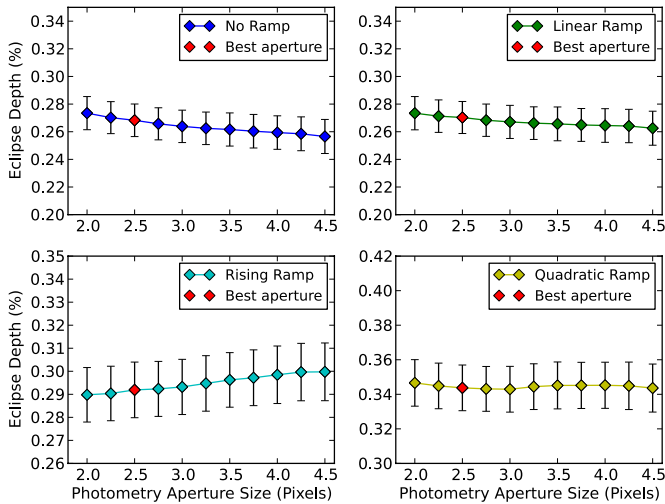 0.34
0.32
0.30
0.28
0.26
0.24
0.22
0.20
Eclipse Depth (%)
No Ramp
Best aperture
2.0 2.5 3.0 3.5 4.0 4.5
0.34
0.32
0.30
0.28
0.26
0.24
0.22
0.20
Linear Ramp
Best aperture
2.0 2.5 3.0 3.5 4.0 4.5
0.35
0.34
0.33
0.32
0.31
0.30
0.29
0.28
0.27
0.26
Eclipse Depth (%)
Rising Ramp
Best aperture
2.0 2.5 3.0 3.5 4.0 4.5
Photometry Aperture Size (Pixels)
0.42
0.40
0.38
0.36
0.34
0.32
0.30
Quadratic Ramp
Best aperture
2.0 2.5 3.0 3.5 4.0 4.5
Photometry Aperture Size (Pixels)